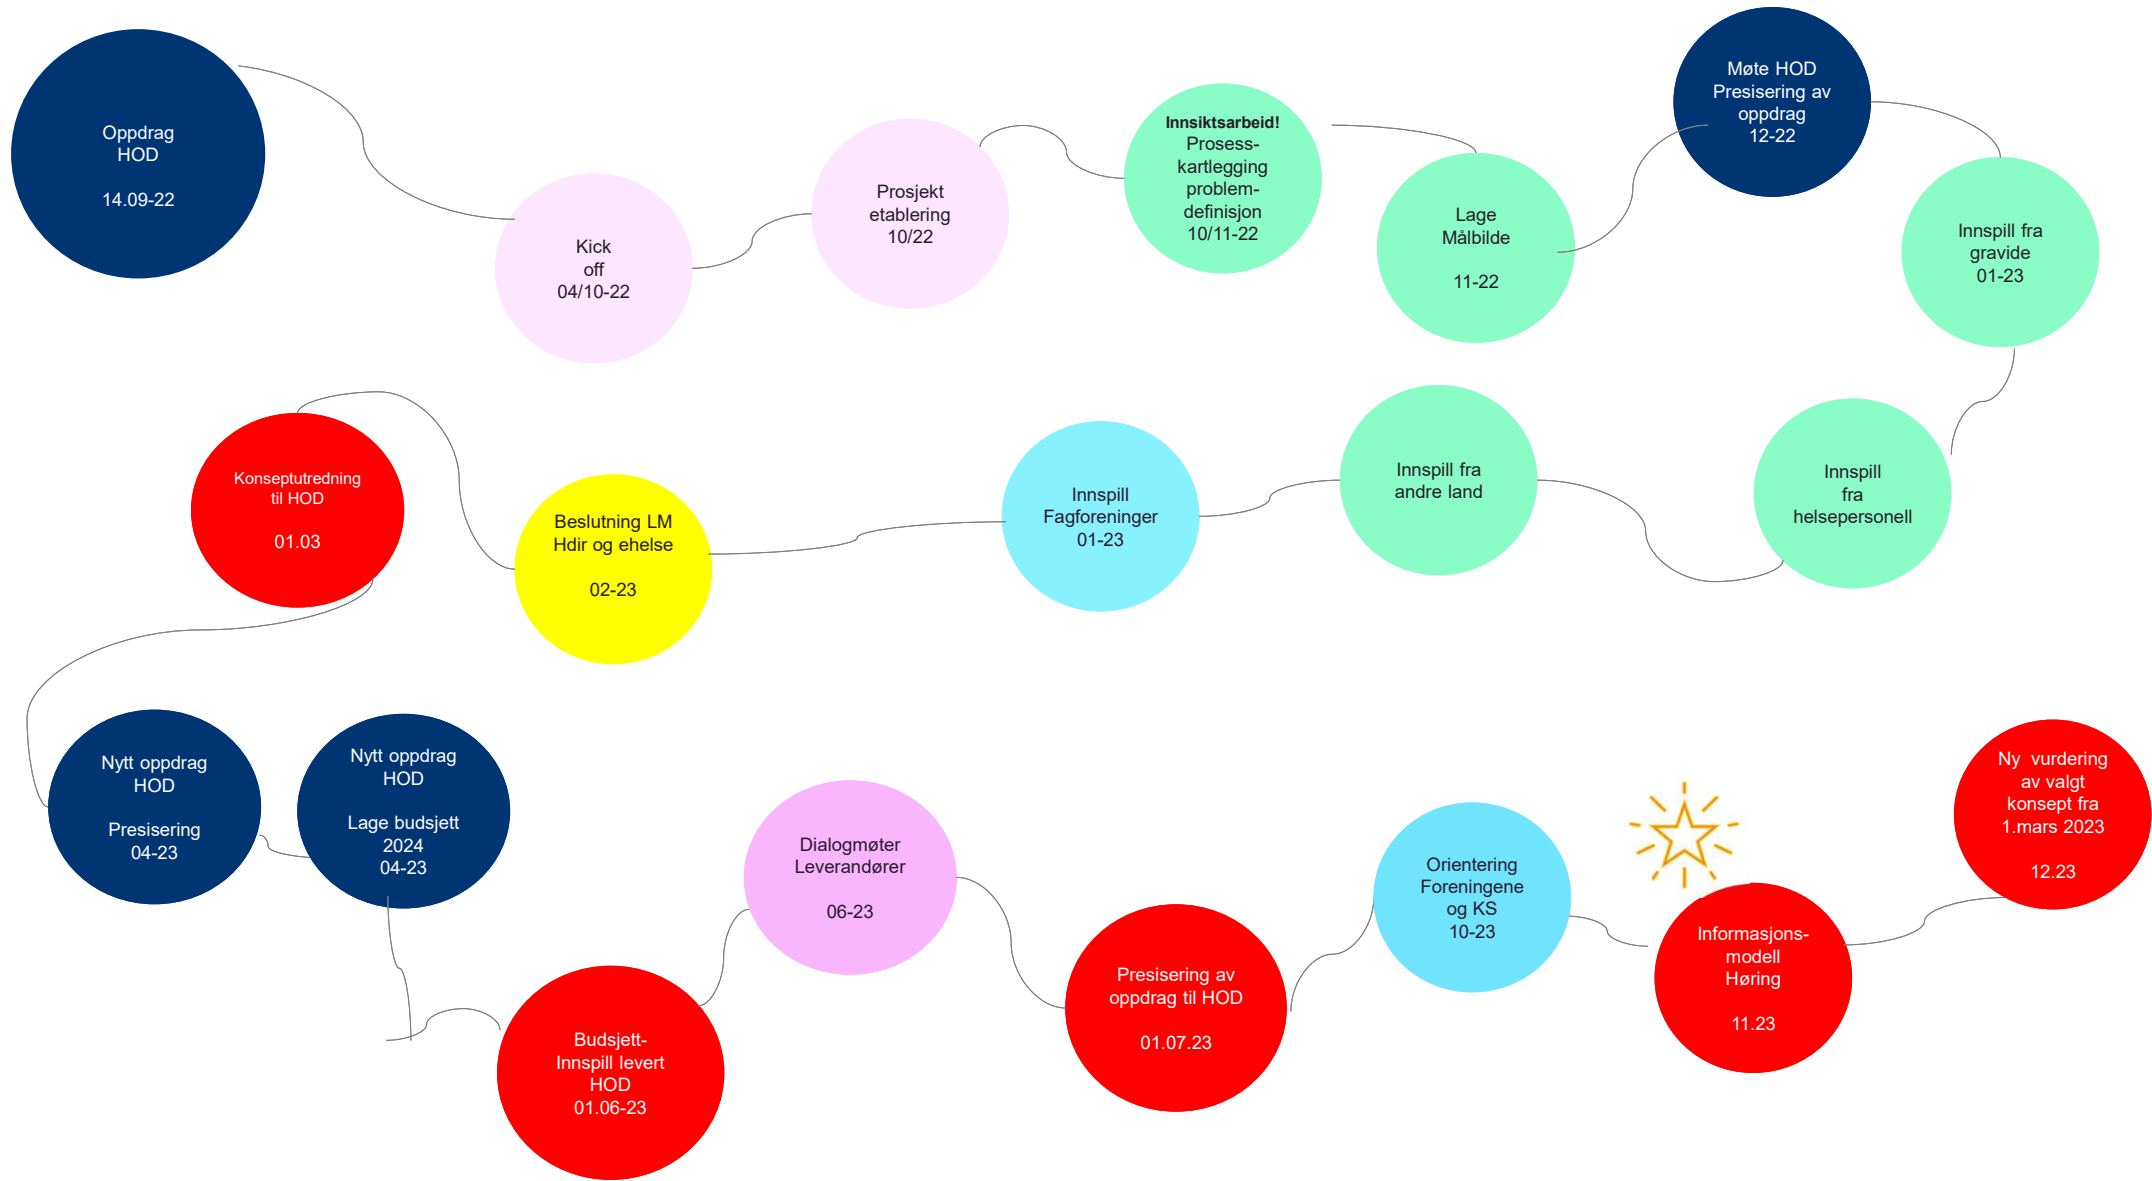 Oppdrag
HOD
14.09-22
Kick
off
04/10-22
Prosjekt
etablering
10/22
Innsiktsarbeid!
Prosess-
kartlegging
problem-
definisjon
10/11-22
Lage
Målbilde
11-22
Møte HOD
Presisering av
oppdrag
12-22
Innspill fra
gravide
01-23
Innspill
fra
helsepersonell
Innspill fra
andre land
Innspill
Fagforeninger
01-23
Beslutning LM
Hdir og ehelse
02-23
Konseptutredning
til HOD
01.03
Nytt oppdrag
HOD
Presisering
04-23
Nytt oppdrag
HOD
Lage budsjett
2024
04-23
Budsjett-
Innspill levert
HOD
01.06-23
Dialogmøter
Leverandører
06-23
Presisering av
oppdrag til HOD
01.07.23
Orientering
Foreningene
og KS
10-23
Informasjons-
modell
Høring
11.23
Ny vurdering
av valgt
konsept fra
1.mars 2023
12.23